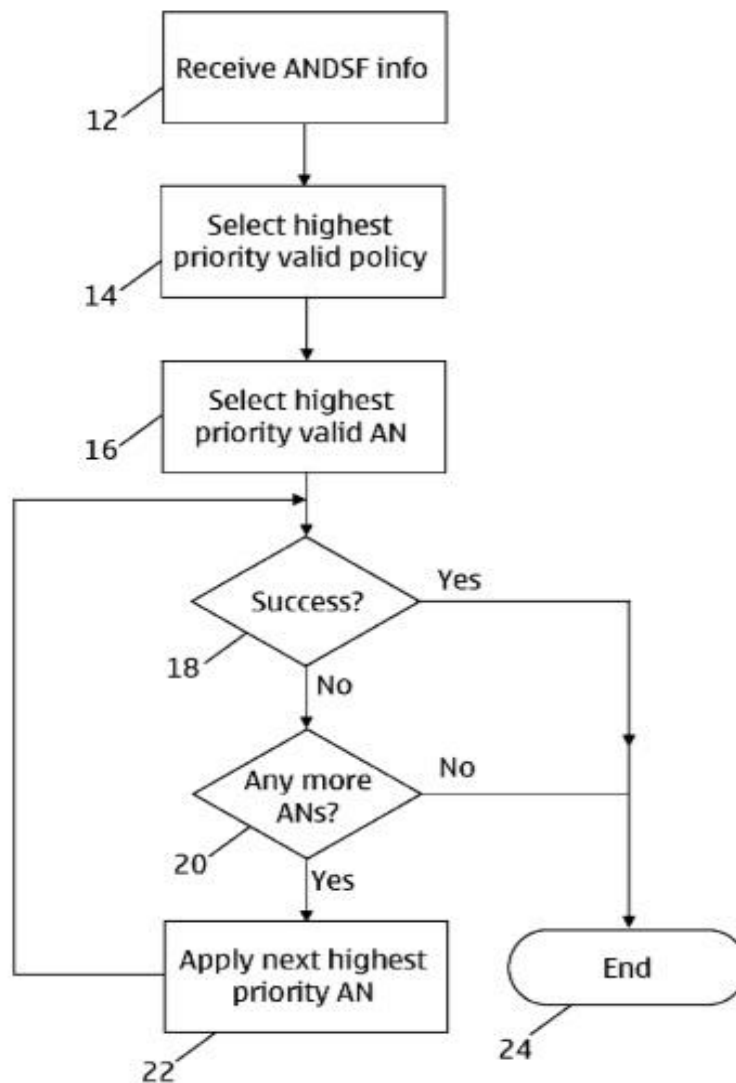 Receive ANDSF info
12
Select highest
priority valid policy
14
Select highest
priority valid AN
16
Success?
Yes
18
No
Any more
ANs?
No
20
Yes
Apply next highest
priority AN
End
22
24